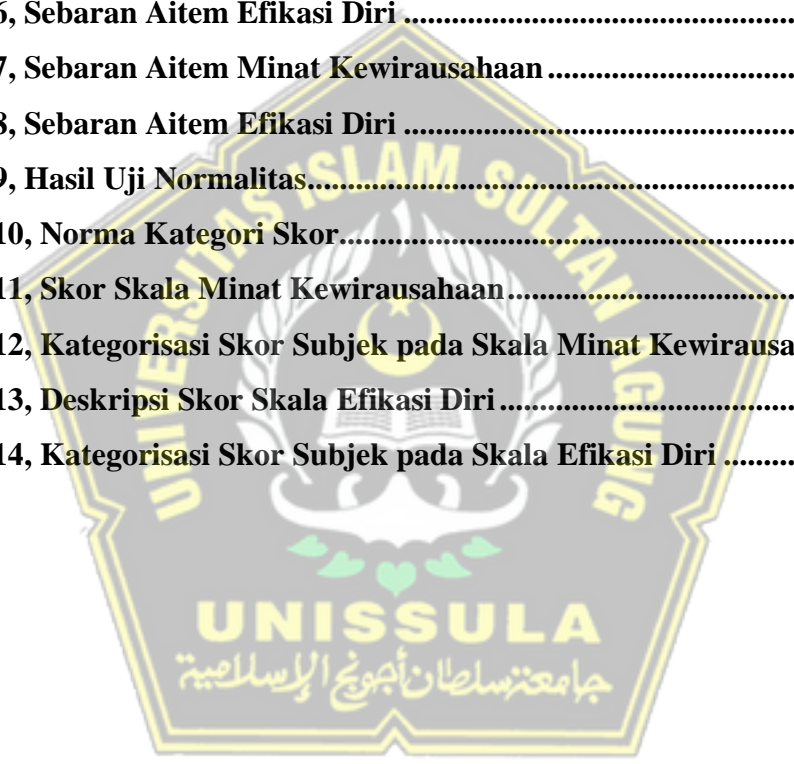 6, Sebaran Aitem Efikasi Diri ..........................................
7, Sebaran Aitem Minat Kewirausahaan ..........................
8, Sebaran Aitem Efikasi Diri ..........................................
9, Hasil Uji Normalitas.....................................................
10, Norma Kategori Skor.................................................
11, Skor Skala Minat Kewirausahaan...............................
12, Kategorisasi Skor Subjek pada Skala Minat Kewirausa
13, Deskripsi Skor Skala Efikasi Diri ................................
14, Kategorisasi Skor Subjek pada Skala Efikasi Diri .........
UNIVERSITAS ISLAM SULTAN AGUNG
UNISSULA
جامعتسلطان أجونج الإسلامية